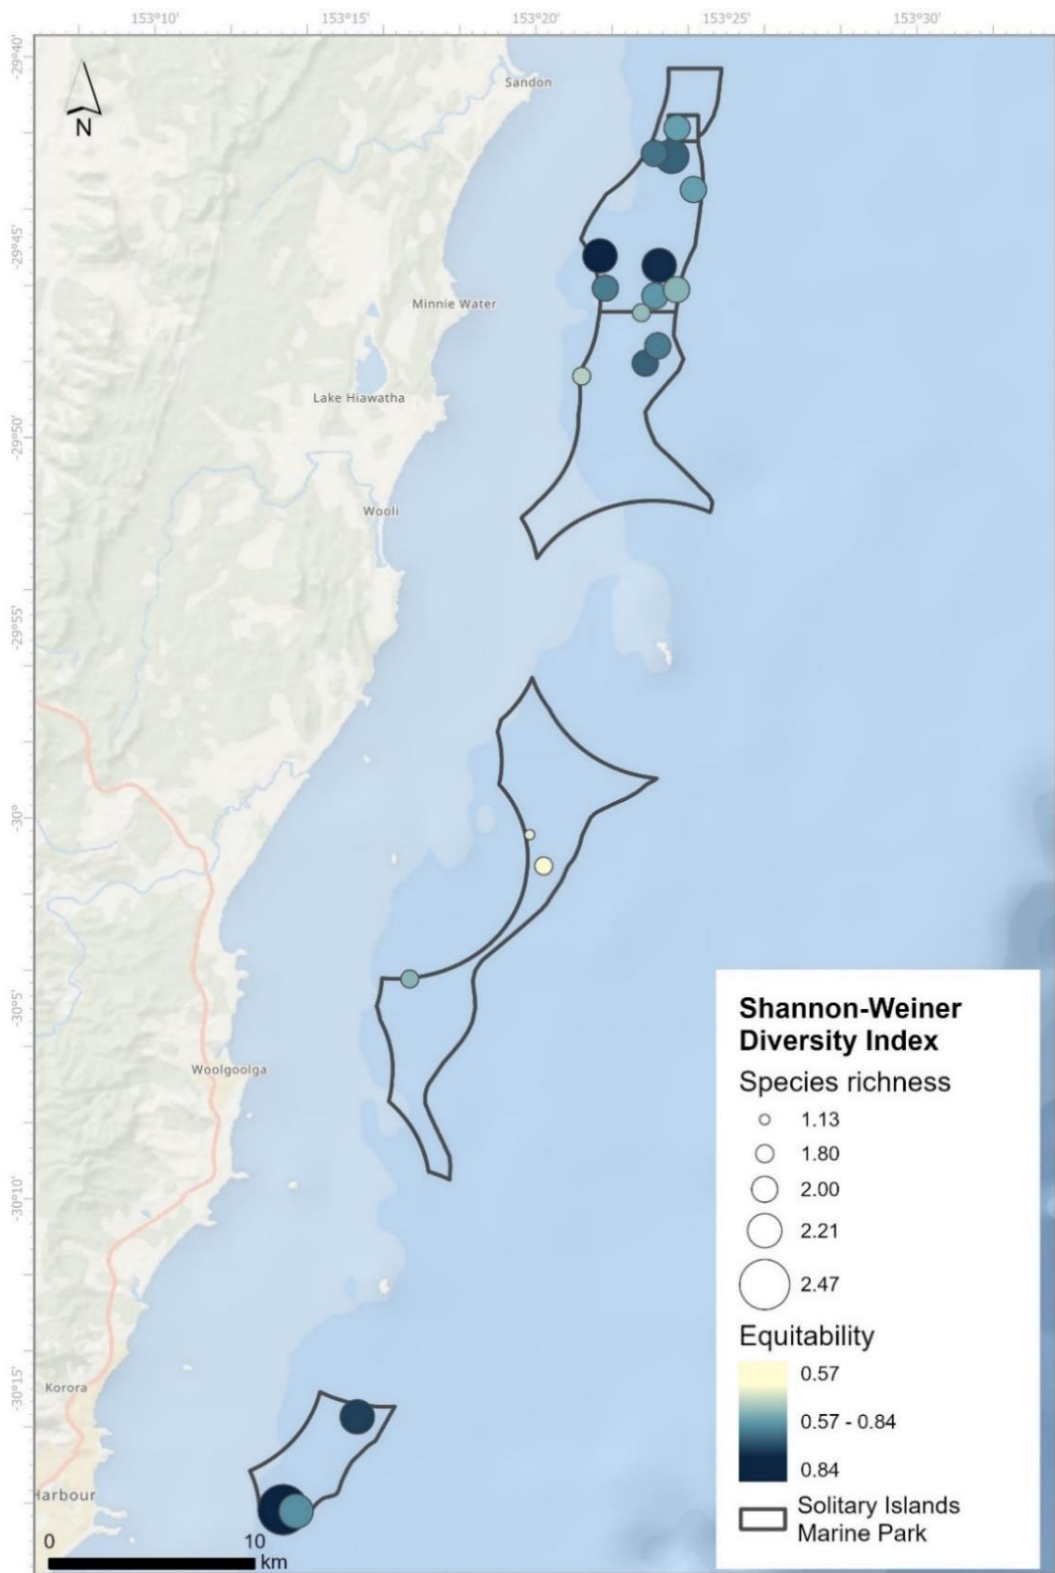 153°10'
153°15'
153°20'
153°25'
153°30'
-29°40'
Sandon
N
-29°45'
Minnie Water
Lake Hiawatha
-29°50'
Wooli
-29°55'
-30°
-30°5'
Woolgoolga
-30°10'
-30°15'
Korora
Harbour
0 10
km
Shannon-Weiner
Diversity Index
Species richness
1.13
1.80
2.00
2.21
2.47
Equitability
0.57
0.57 - 0.84
0.84
Solitary Islands
Marine Park